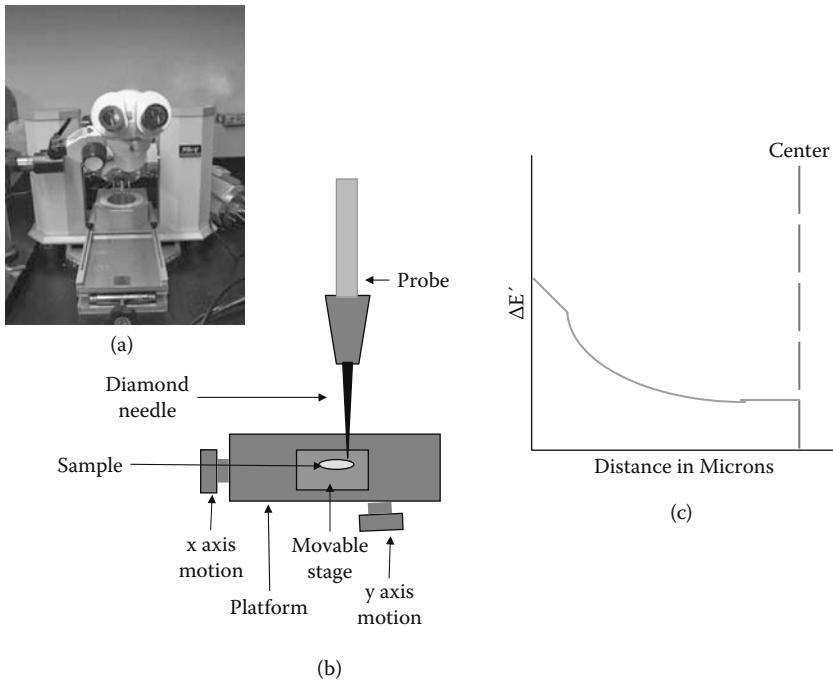 (a)
Probe
Diamond
needle
Sample
x axis
motion
Movable
stage
Platform
y axis
motion
(b)
Center
ΔE′
Distance in Microns
(c)